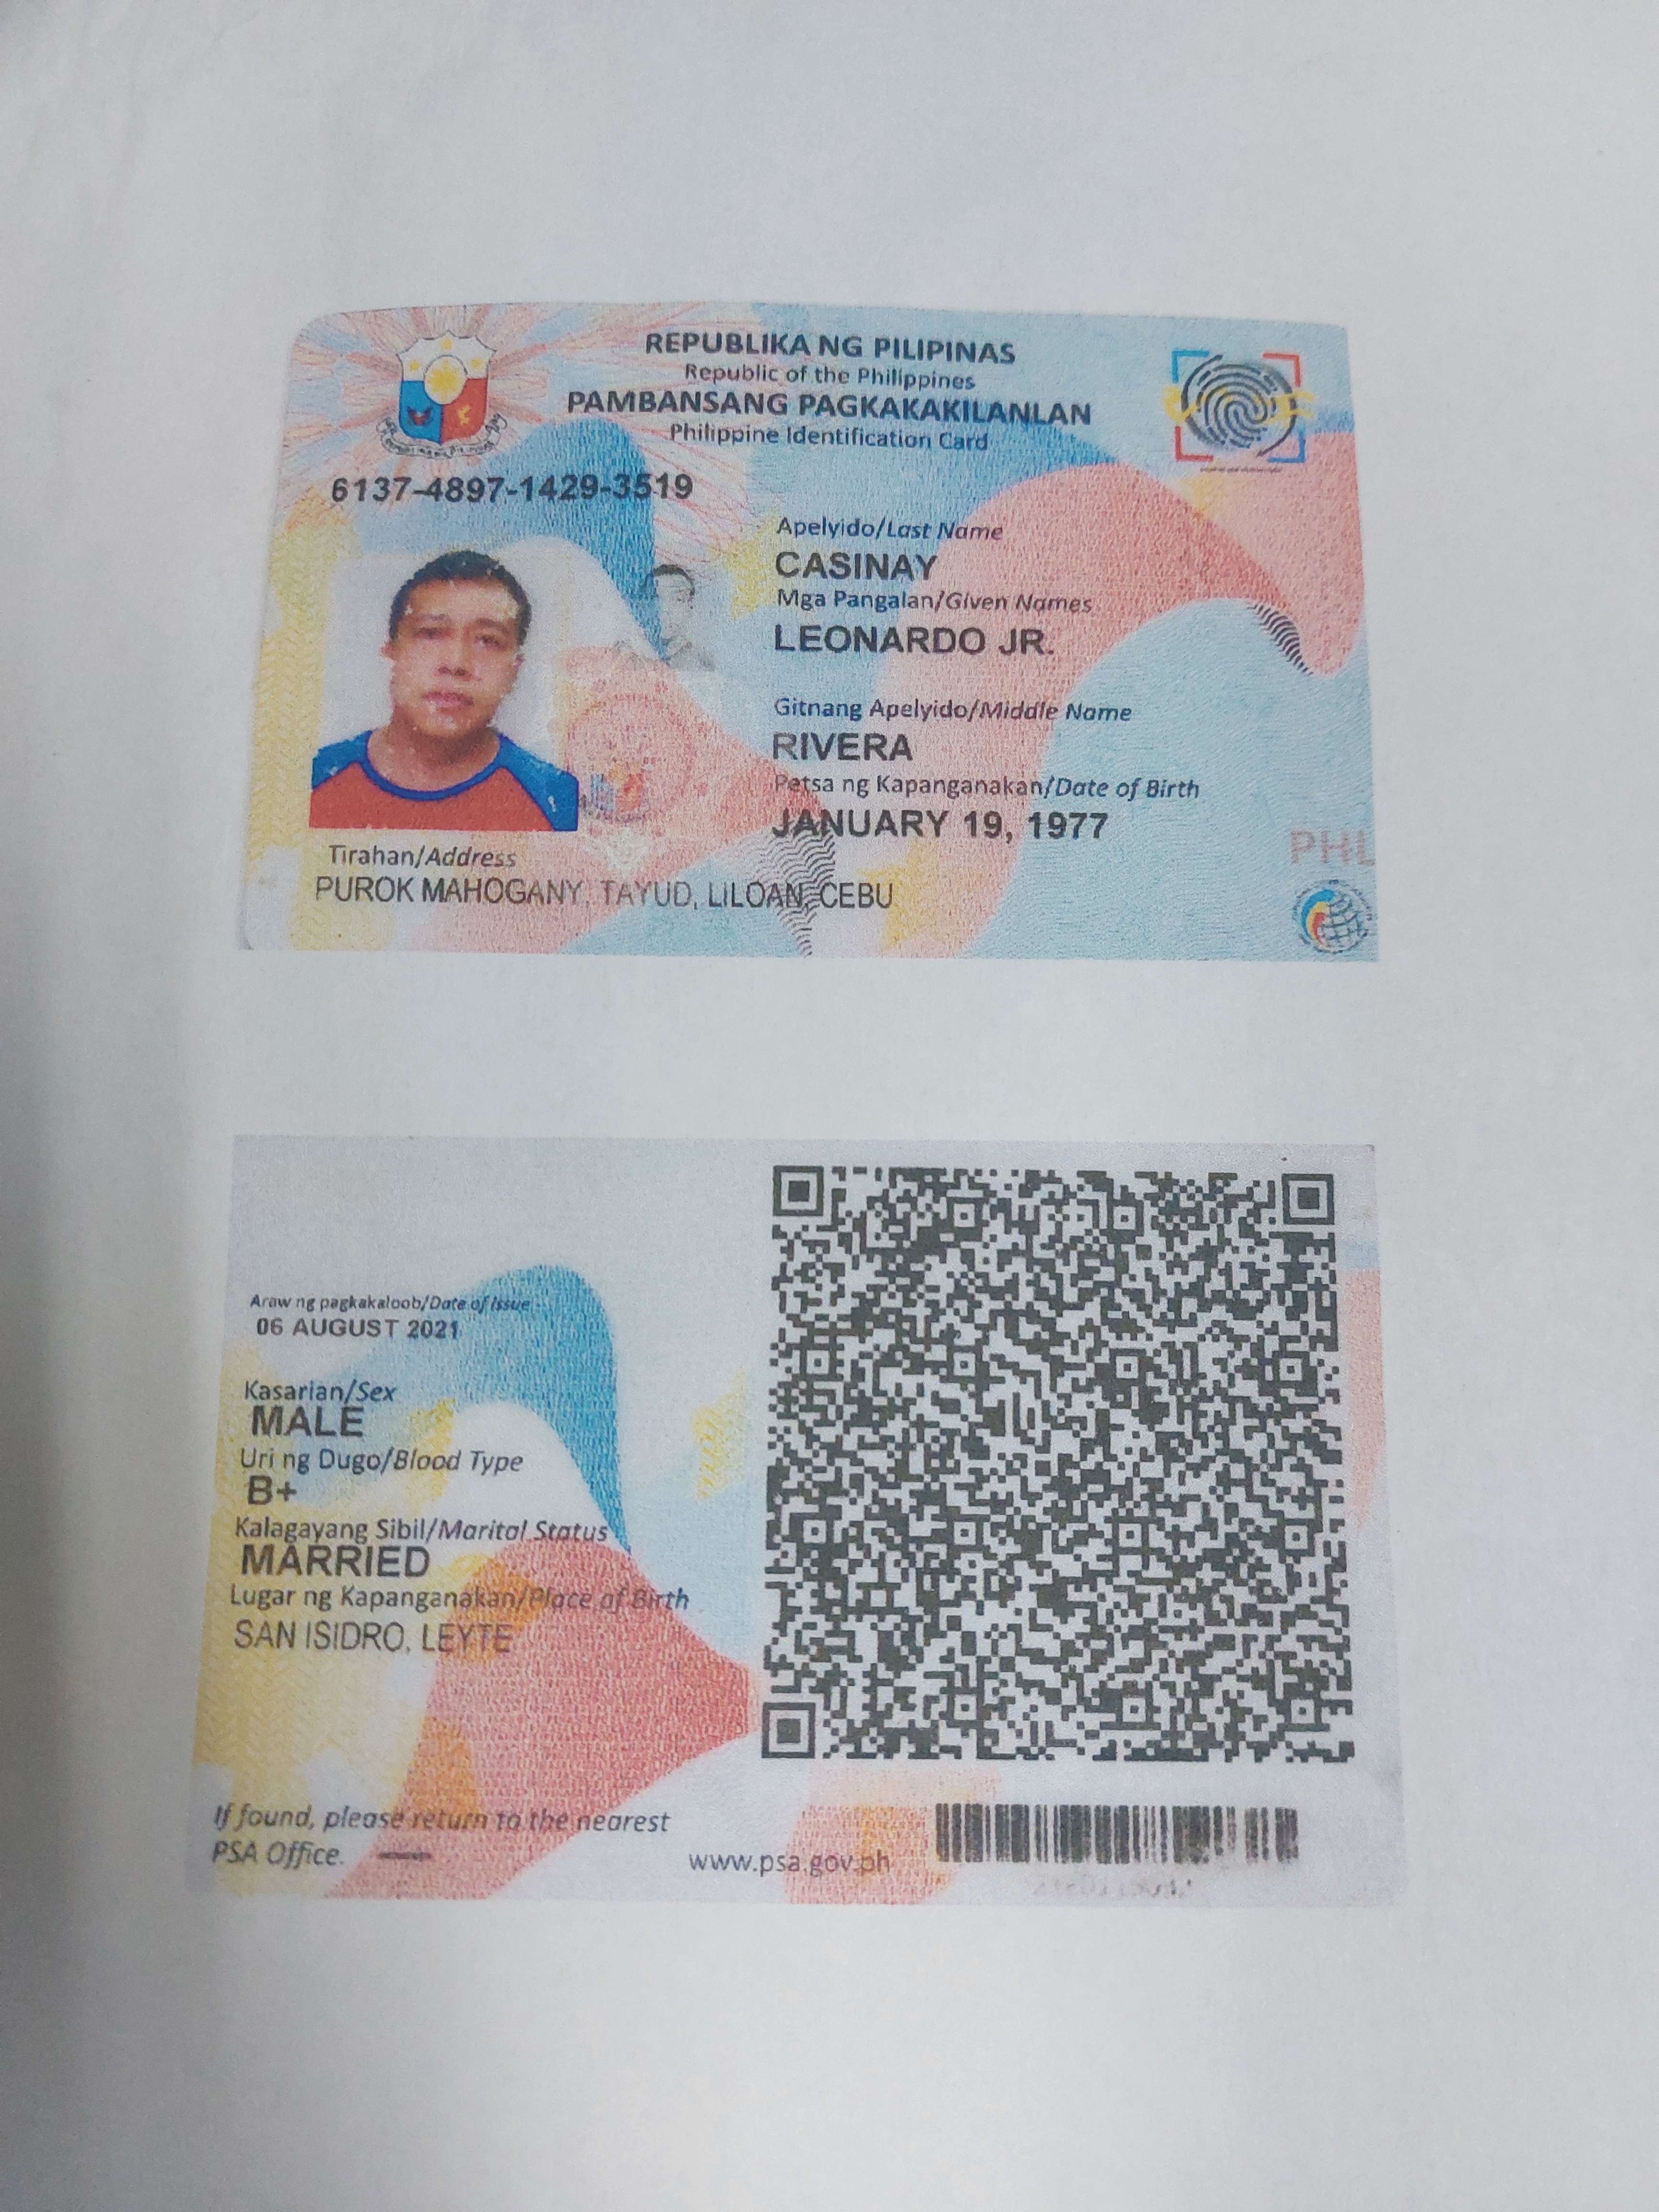 REPUBLIKA NG PILIPINAS
Republic of the Philippines
PAMBANSANG PAGKAKAKILANLAN
Philippine Identification Card
6137-4897-1429-3519
Apelyido/Last Name
CASINAY
Mga Pangalan/Given Names
LEONARDO JR.
Gitnang Apelyido/Middle Name
RIVERA
Petsa ng Kapanganakan/Date of Birth
JANUARY 19, 1977
PHL
Tirahan/Address
PUROK MAHOGANY, TAYUD, LILOAN, CEBU
Araw ng pagkakaloob/Date of Issue
06 AUGUST 2021
Kasarian/Sex
MALE
Uri ng Dugo/Blood Type
B+
Kalagayang Sibil/Marital Status
MARRIED
Lugar ng Kapanganakan/Place of Birth
SAN ISIDRO, LEYTE
If found, please return to the nearest
PSA Office.
www.psa.gov.ph